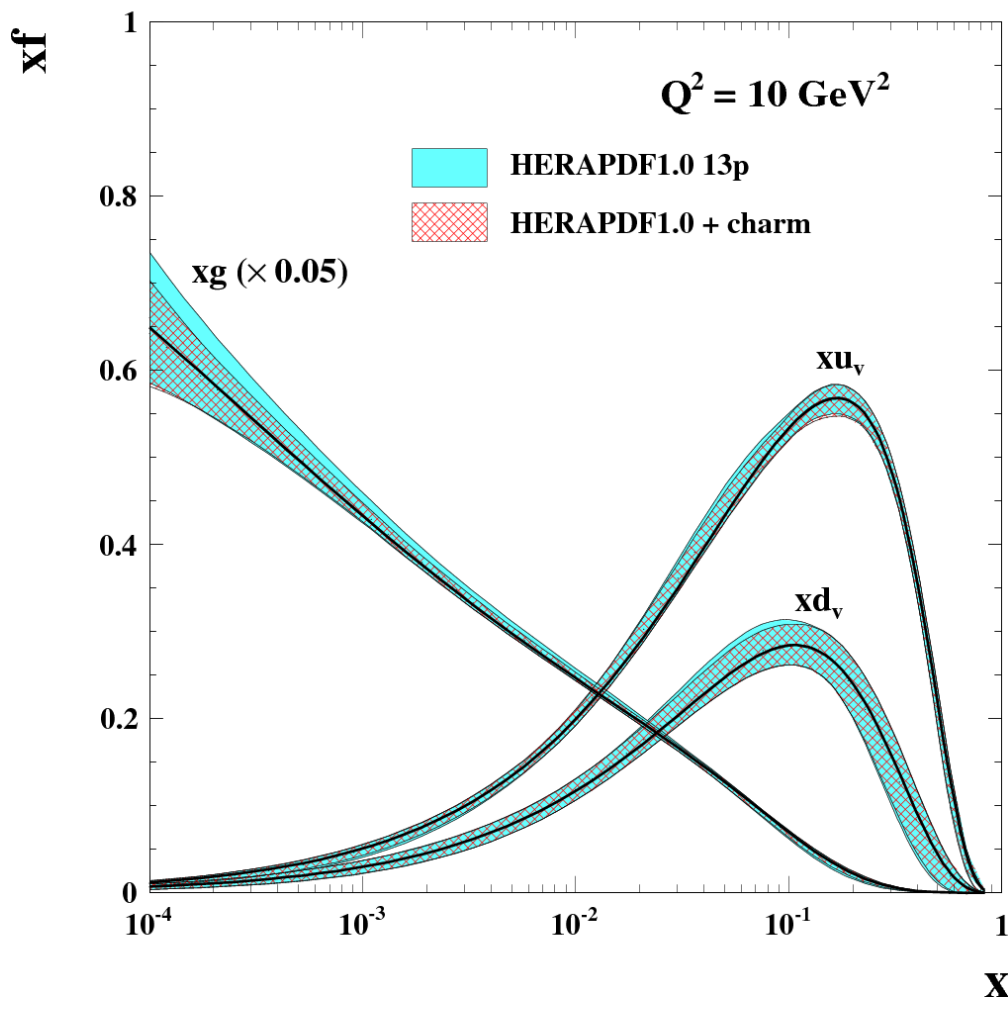 xf
1
Q² = 10 GeV²
HERAPDF1.0 13p
HERAPDF1.0 + charm
0.8
xg (× 0.05)
0.6
xuᵥ
0.4
xdᵥ
0.2
0
10⁻⁴ 10⁻³ 10⁻² 10⁻¹ 1
x